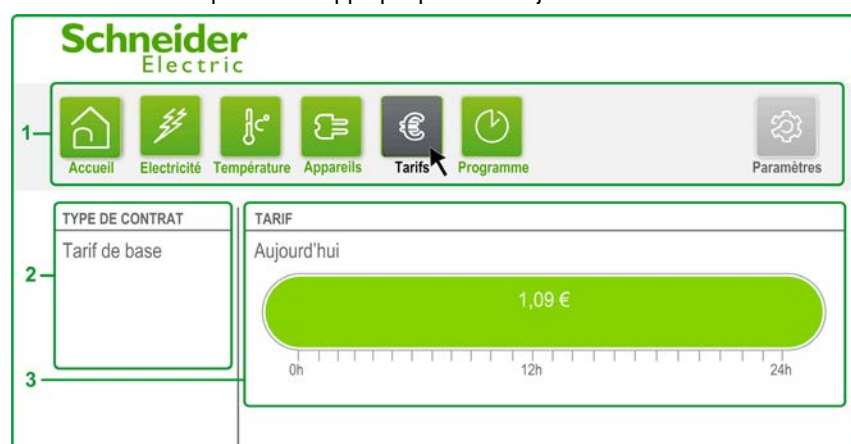 Schneider
Electric
1
Accueil Electricité Température Appareils Tarifs Programme Paramètres
TYPE DE CONTRAT TARIF
Tarif de base Aujourd'hui
2
1,09 €
0h 12h 24h
3